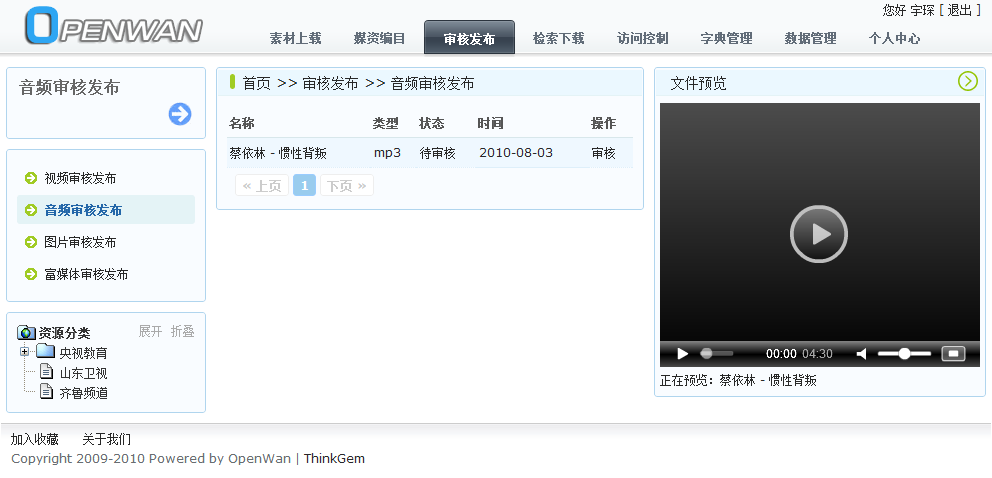 您好 宇琛 [ 退出 ]
OPENWAN
素材上载 媒资编目 审核发布 检索下载 访问控制 字典管理 数据管理 个人中心
音频审核发布
视频审核发布
音频审核发布
图片审核发布
富媒体审核发布
资源分类 展开 折叠
央视教育
山东卫视
齐鲁频道
首页 >> 审核发布 >> 音频审核发布
名称 类型 状态 时间 操作
蔡依林 - 惯性背叛 mp3 待审核 2010-08-03 审核
« 上页 1 下页 »
文件预览
00:00 04:30
正在预览：蔡依林 - 惯性背叛
加入收藏 关于我们
Copyright 2009-2010 Powered by OpenWan | ThinkGem